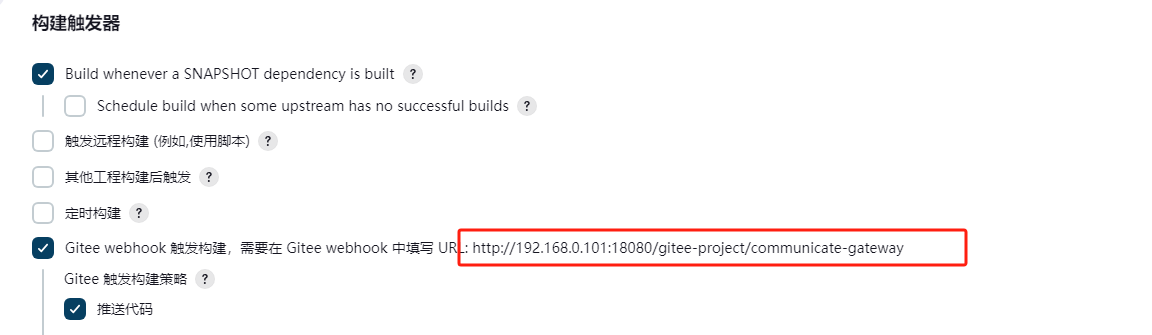 构建触发器
Build whenever a SNAPSHOT dependency is built ?
Schedule build when some upstream has no successful builds ?
触发远程构建 (例如,使用脚本) ?
其他工程构建后触发 ?
定时构建 ?
Gitee webhook 触发构建，需要在 Gitee webhook 中填写 URL: http://192.168.0.101:18080/gitee-project/communicate-gateway
Gitee 触发构建策略 ?
推送代码